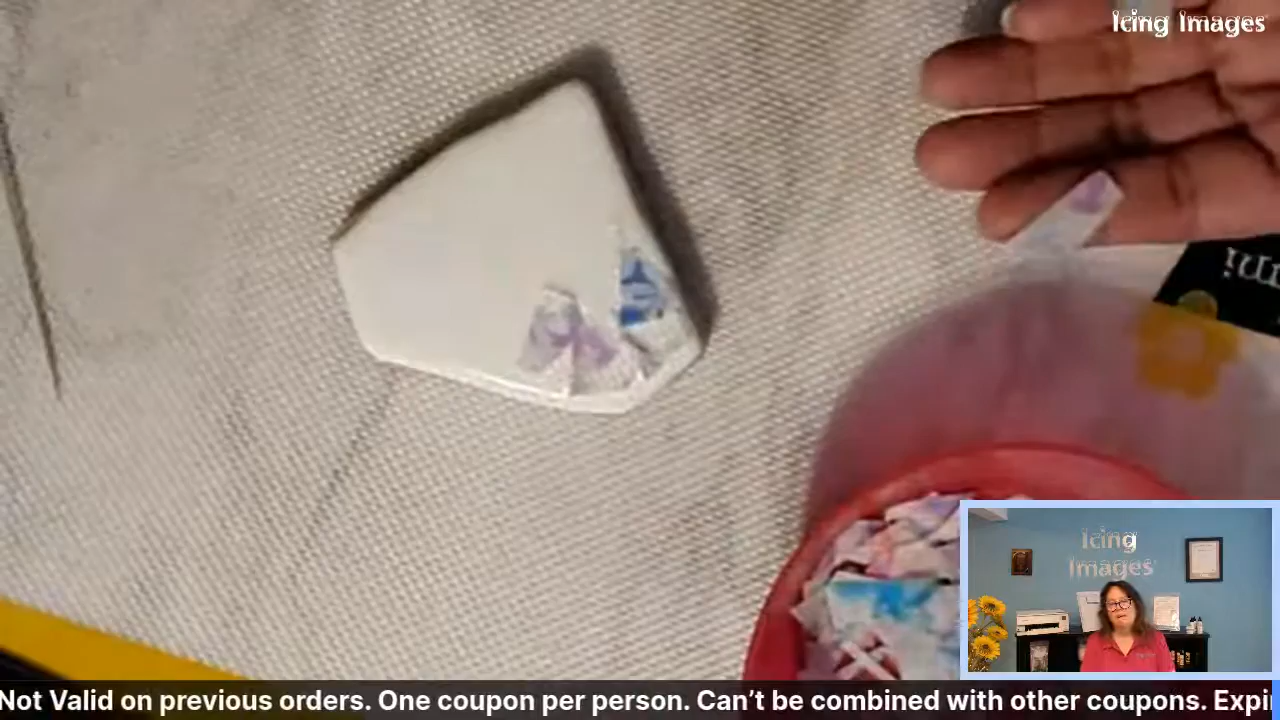 Icing Images
Icing
Images
Not Valid on previous orders. One coupon per person. Can't be combined with other coupons. Expi